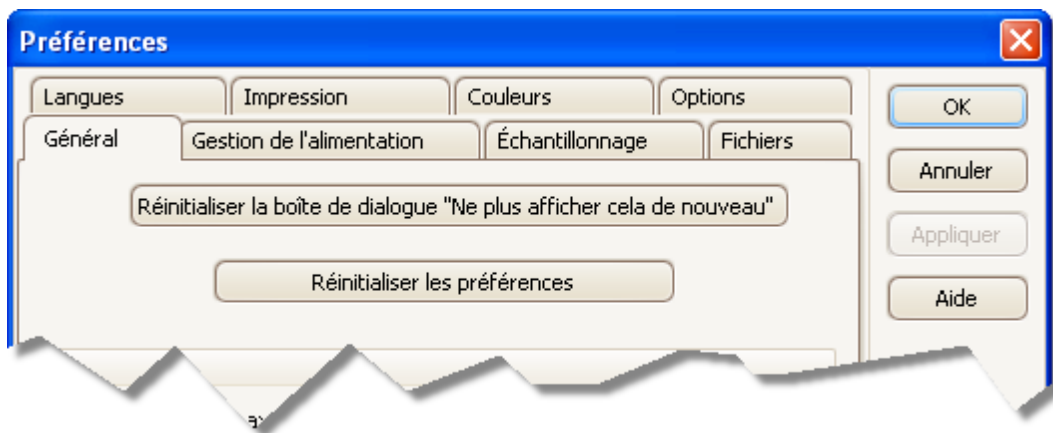 Préférences
Langues Impression Couleurs Options
Général Gestion de l'alimentation Échantillonnage Fichiers
Réinitialiser la boîte de dialogue "Ne plus afficher cela de nouveau"
Réinitialiser les préférences
OK
Annuler
Appliquer
Aide